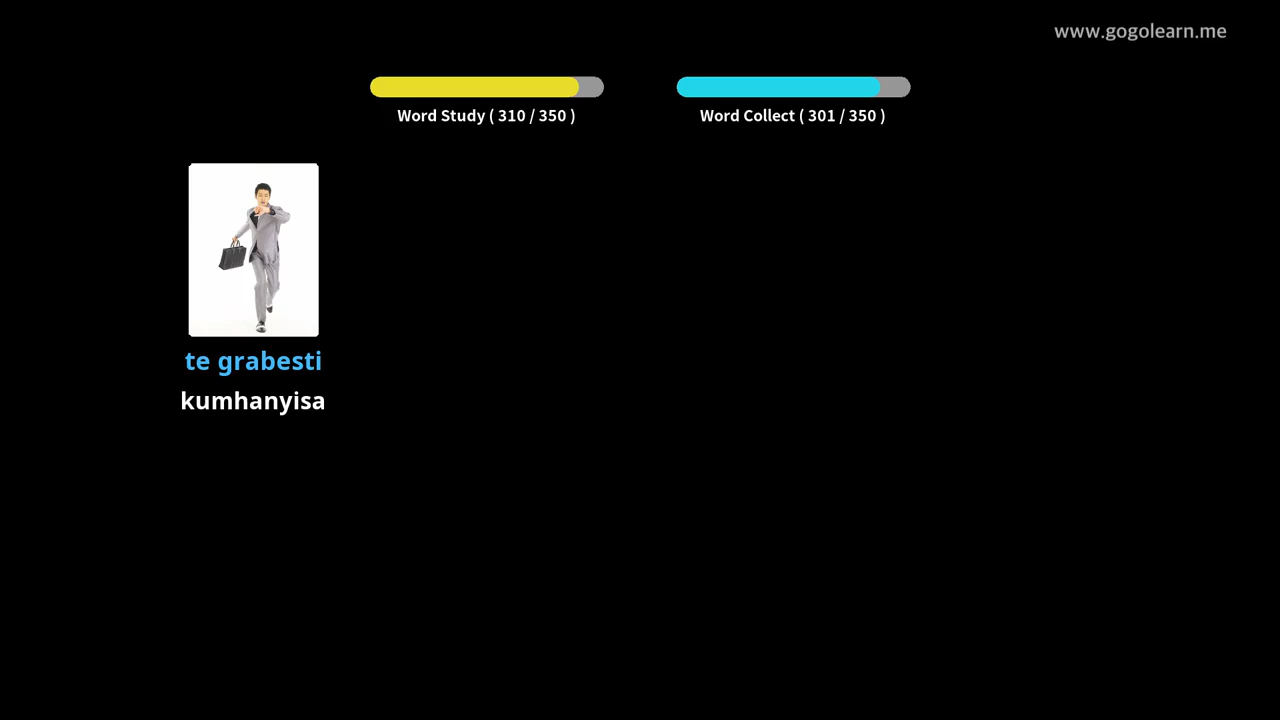 www.gogolearn.me
Word Study ( 310 / 350 )
Word Collect ( 301 / 350 )
te grabesti
kumhanyisa